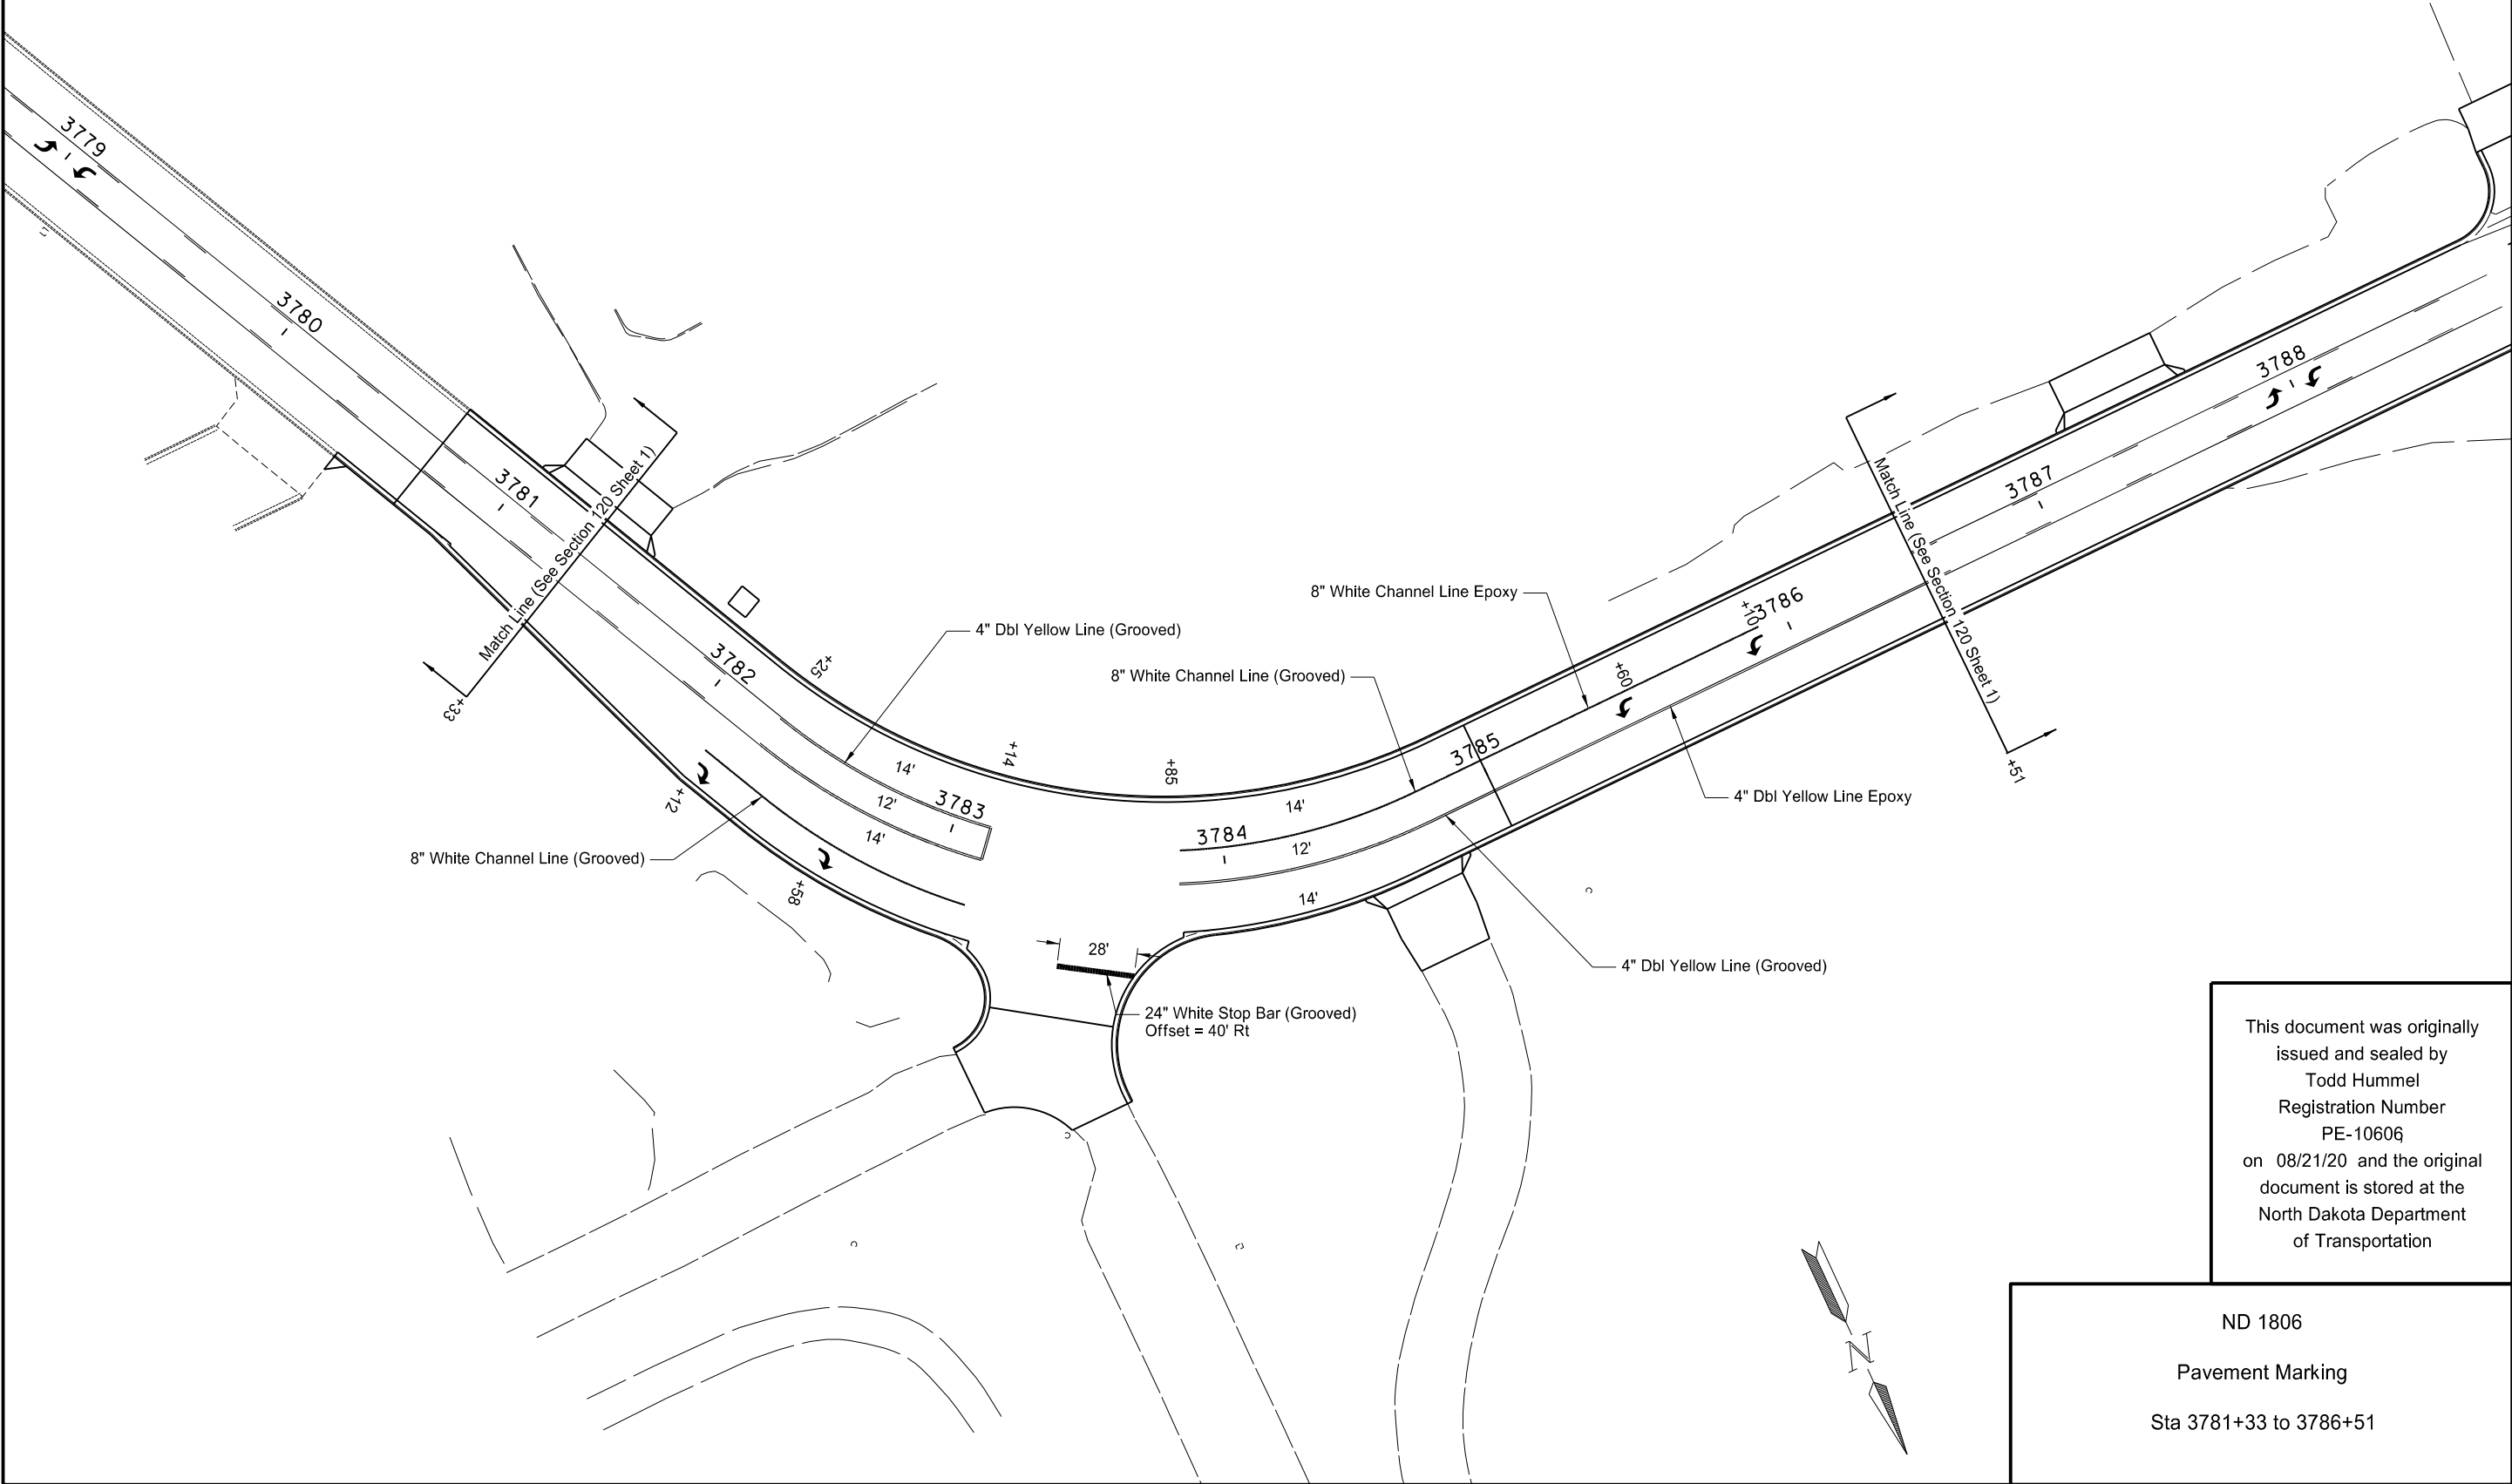 3779
3780
3781
Match Line (See Section 120 Sheet 1)
+33
3782
+25
4" Dbl Yellow Line (Grooved)
8" White Channel Line Epoxy
8" White Channel Line (Grooved)
+14
+85
14'
12'
14'
3783
+12
+58
8" White Channel Line (Grooved)
3784
14'
12'
14'
3785
+60
+70
3786
3787
3788
Match Line (See Section 120 Sheet 1)
+51
4" Dbl Yellow Line Epoxy
4" Dbl Yellow Line (Grooved)
28'
24" White Stop Bar (Grooved)
Offset = 40' Rt
N
This document was originally
issued and sealed by
Todd Hummel
Registration Number
PE-10606,
on 08/21/20 and the original
document is stored at the
North Dakota Department
of Transportation
ND 1806
Pavement Marking
Sta 3781+33 to 3786+51